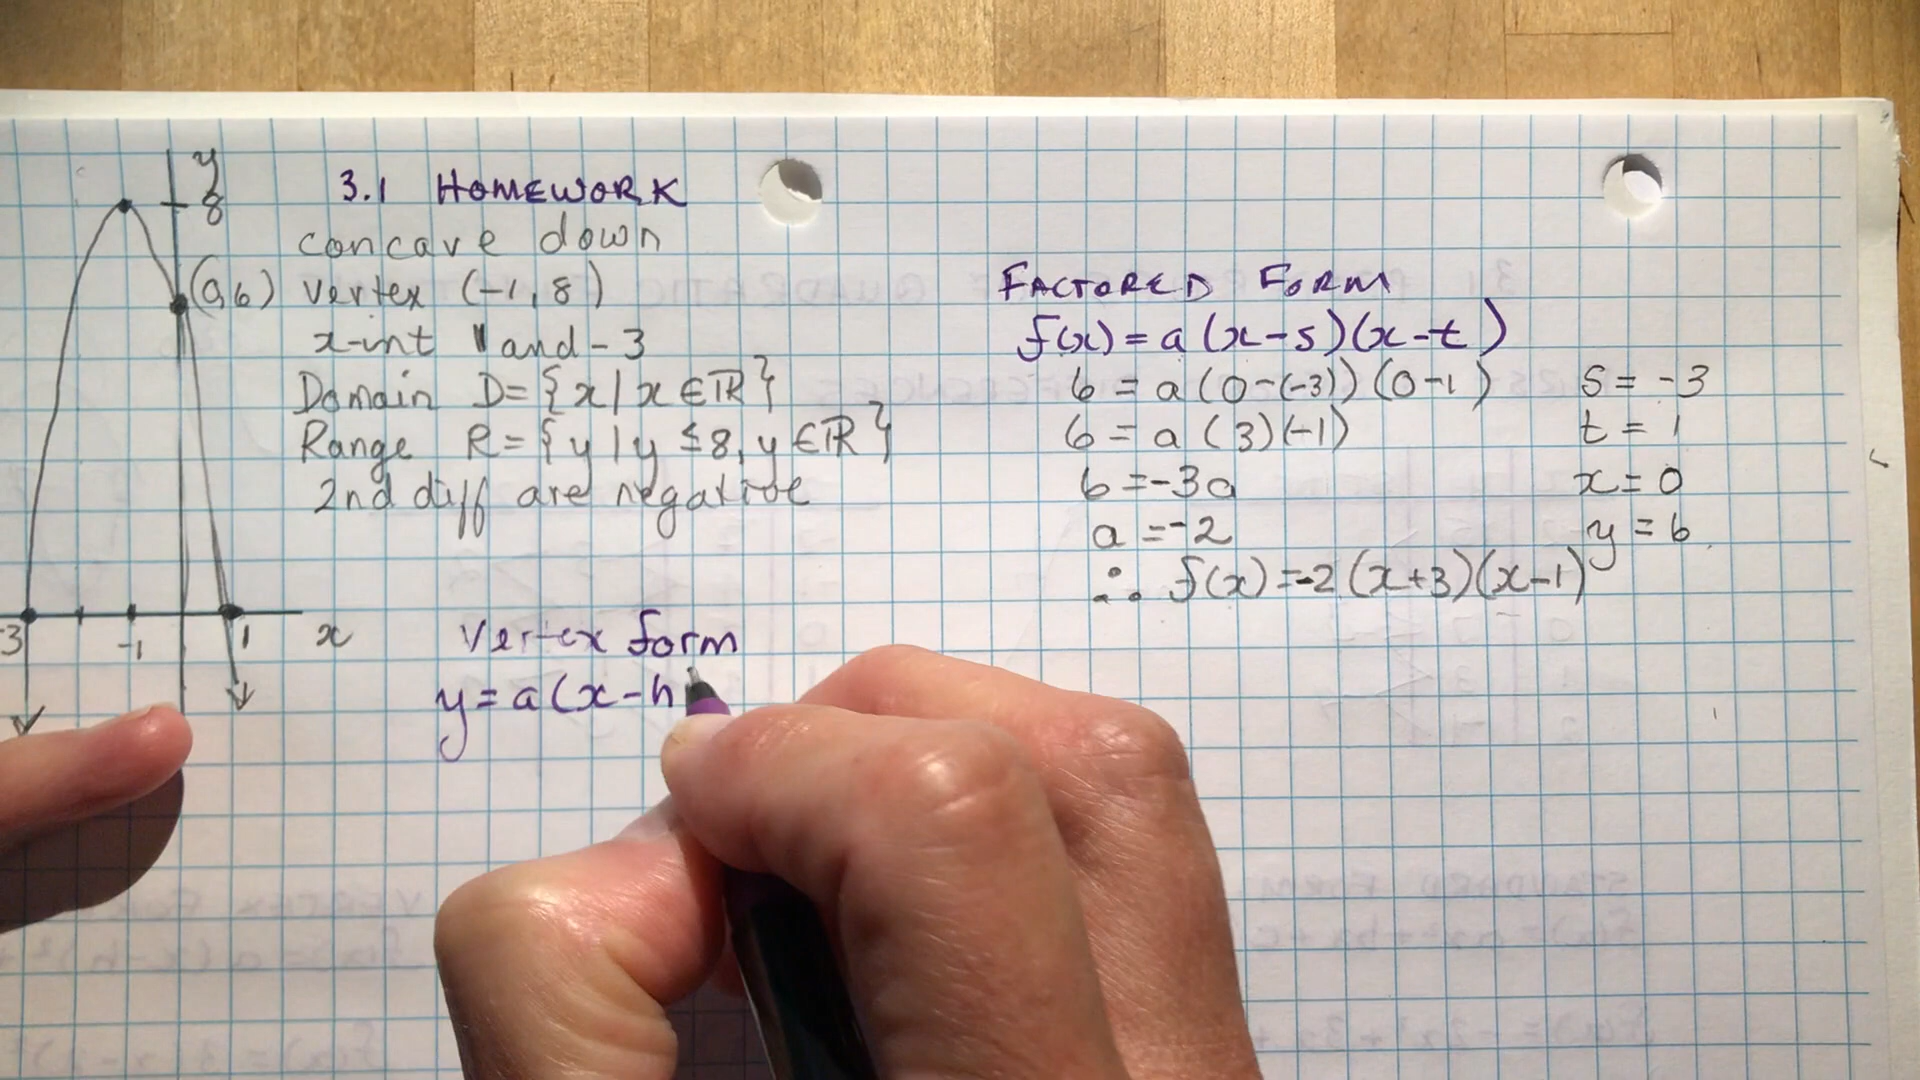 y
8
3.1 HOMEWORK
concave down
(0,6) vertex (-1,8)
x-int 1 and -3
Domain D={x/x∈ℝ}
Range R={y/y≤8,y∈ℝ}
2nd diff are negative
-3 -1 1 x
vertex form
y=a(x-h
FACTORED FORM
f(x)=a(x-s)(x-t)
6=a(0-(-3))(0-1) s=-3
6=a(3)(-1) t=1
6=-3a x=0
a=-2 y=6
∴ f(x)=-2(x+3)(x-1)